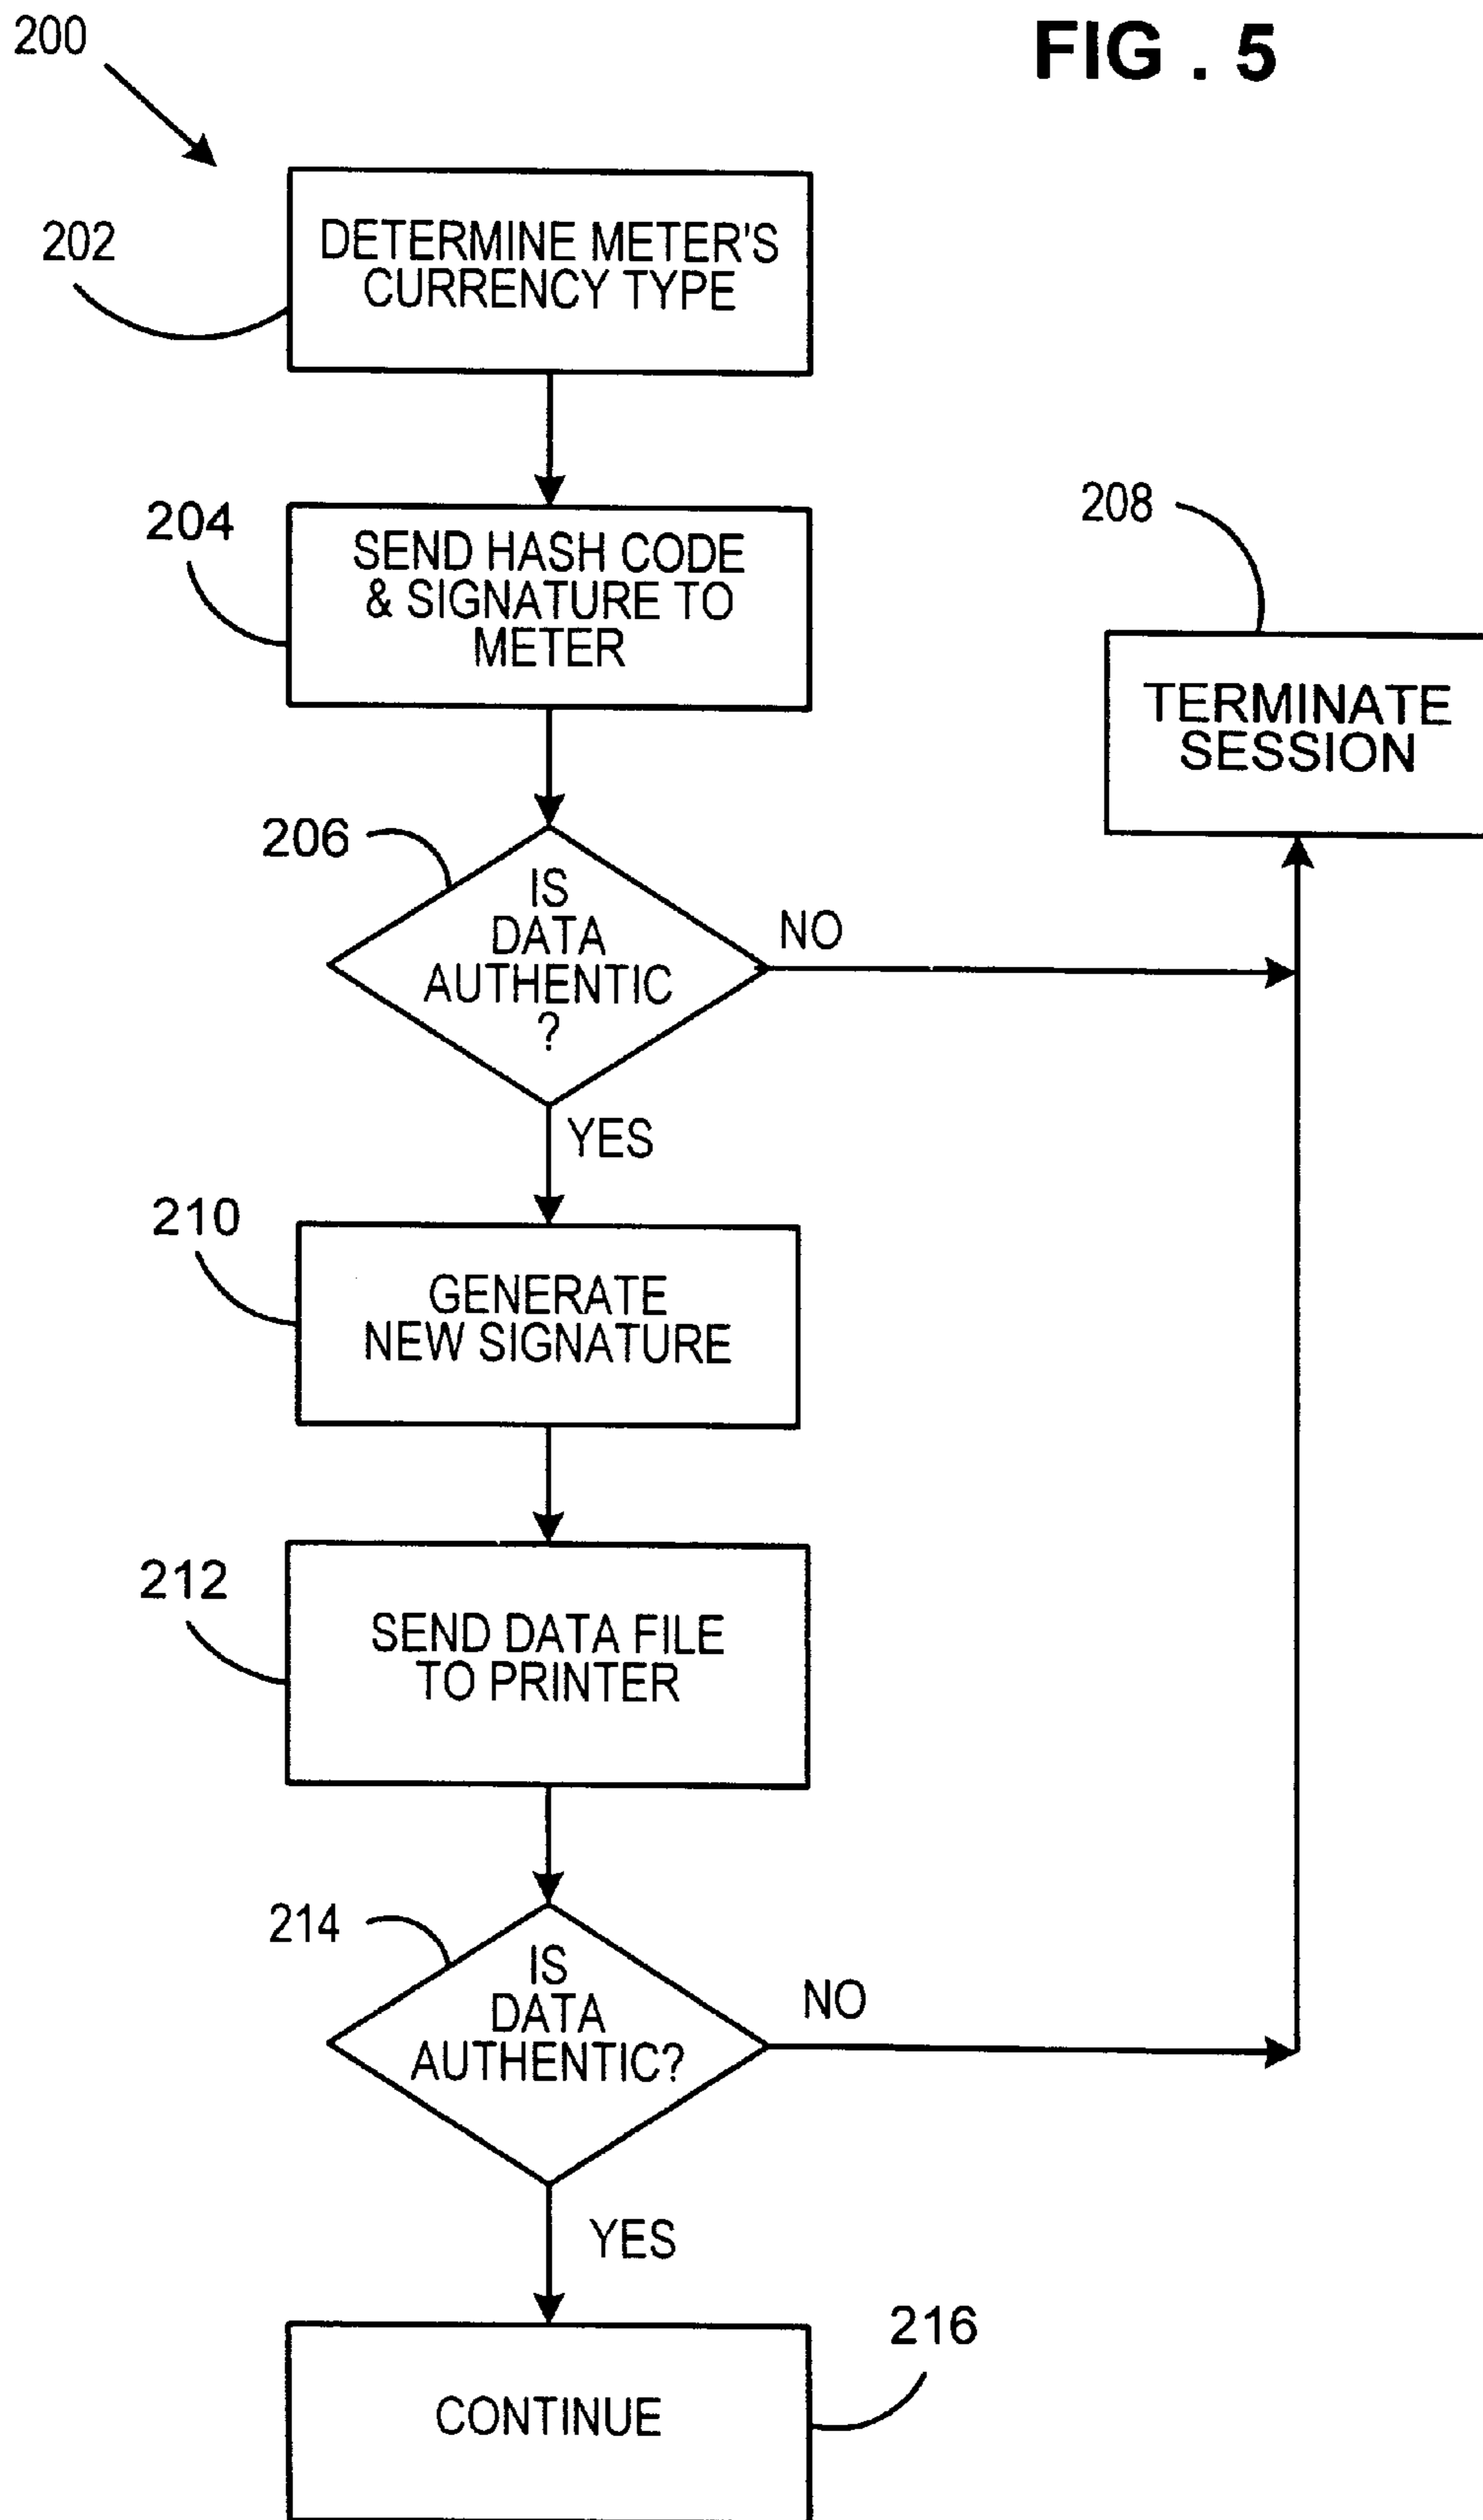 200
FIG . 5
202
DETERMINE METER'S
CURRENCY TYPE
204
SEND HASH CODE
& SIGNATURE TO
METER
208
TERMINATE
SESSION
206
IS
DATA
AUTHENTIC
?
NO
YES
210
GENERATE
NEW SIGNATURE
212
SEND DATA FILE
TO PRINTER
214
IS
DATA
AUTHENTIC?
NO
YES
216
CONTINUE